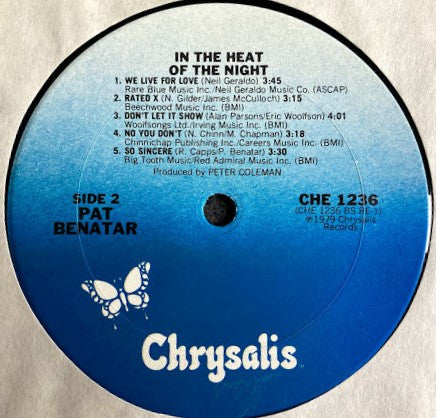 IN THE HEAT
OF THE NIGHT
1. WE LIVE FOR LOVE (Neil Geraldo) 3:45
Rare Blue Music Inc./Neil Geraldo Music Co. (ASCAP)
2. RATED X (N. Gilder/James McCulloch) 3:15
Beechwood Music Inc. (BMI)
3. DON'T LET IT SHOW (Alan Parsons/Eric Woolfson) 4:01
Woolfsongs Ltd./Irving Music Inc. (BMI)
4. NO YOU DON'T (N. Chinn/M. Chapman) 3:18
Chinnichap Publishing Inc./Careers Music Inc. (BMI)
5. SO SINCERE (R. Capps/P. Benatar) 3:30
Big Tooth Music/Red Admiral Music Inc. (BMI)
Produced by PETER COLEMAN
SIDE 2
PAT
BENATAR
CHE 1236
(CHE 1236 BS RE-1)
℗1979 Chrysalis
Records
Chrysalis®